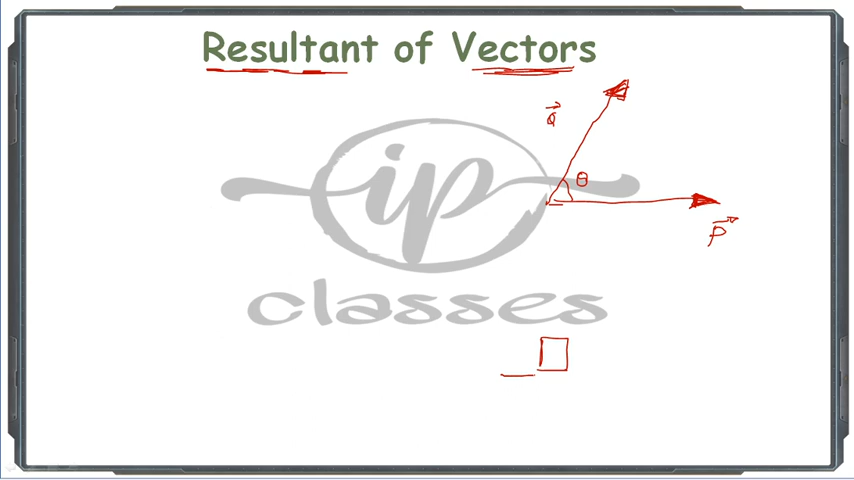 Resultant of Vectors
Q
θ
P
ip
classes